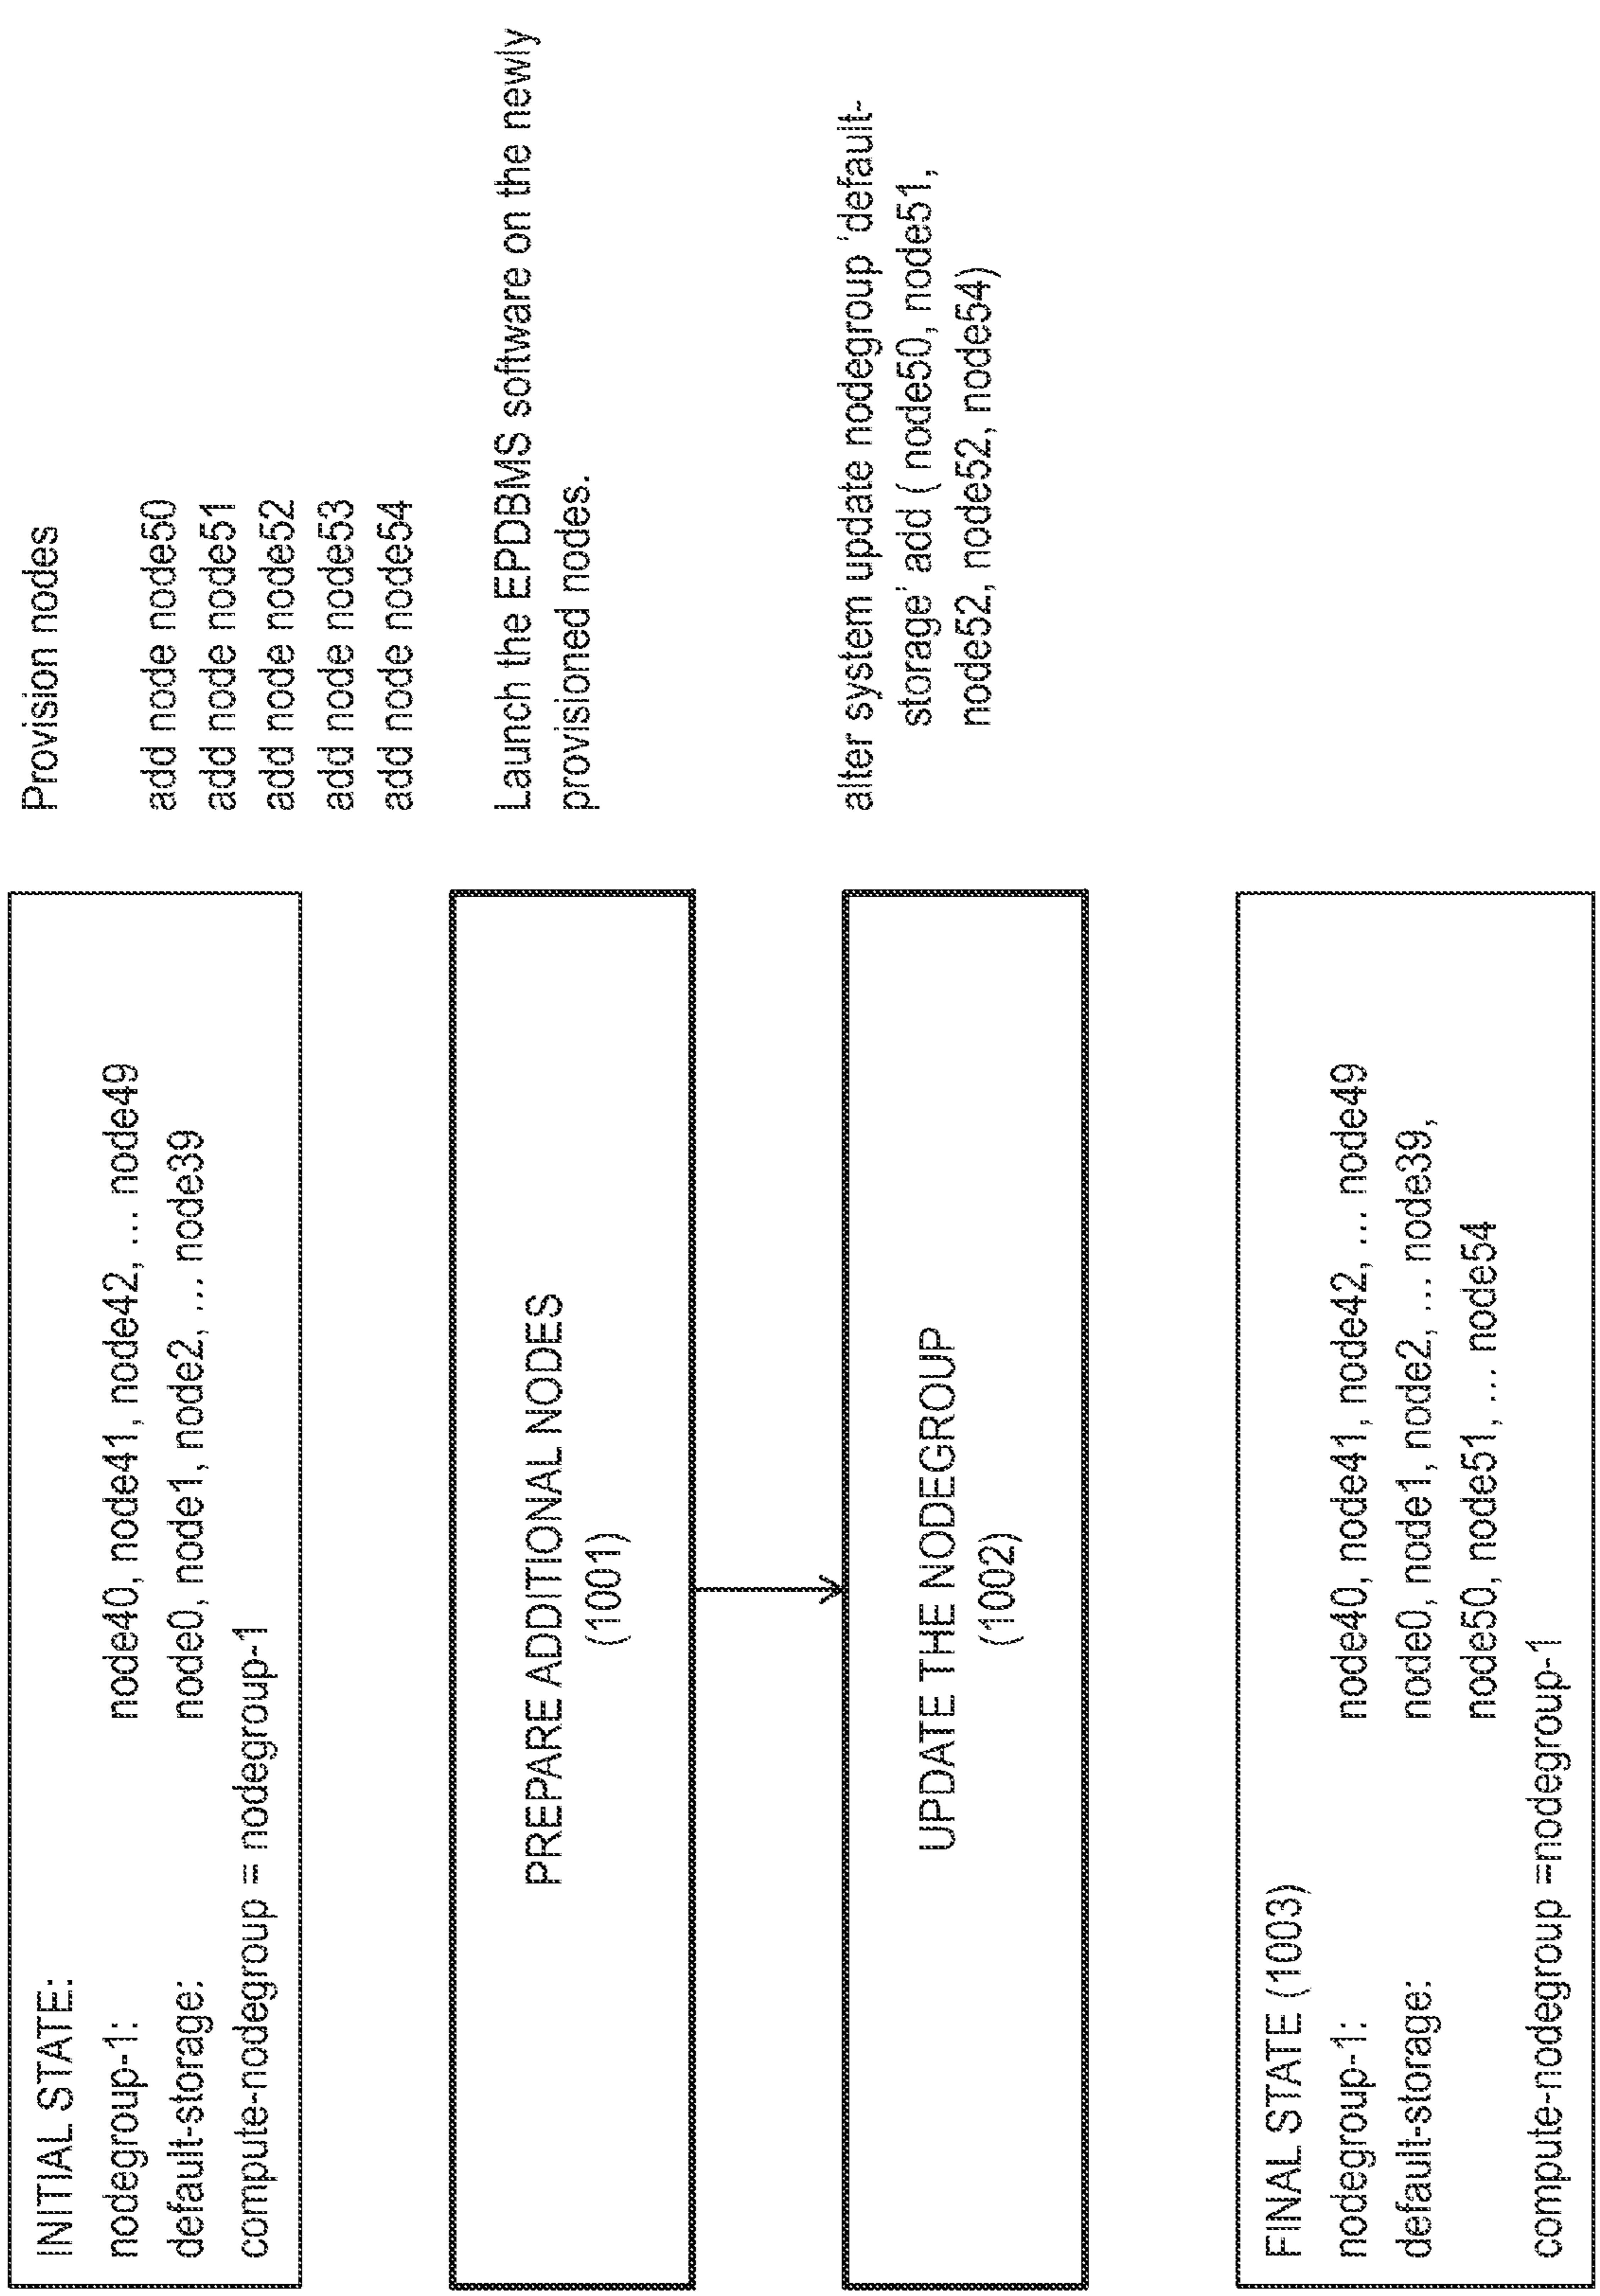 INITIAL STATE:
nodegroup-1: node40, node41, node42, ... node49
default-storage: node0, node1, node2, ... node39
compute-nodegroup = nodegroup-1
Provision nodes
add node node50
add node node51
add node node52
add node node53
add node node54
PREPARE ADDITIONAL NODES
(1001)
Launch the EPDBMS software on the newly
provisioned nodes.
UPDATE THE NODEGROUP
(1002)
alter system update nodegroup 'default-
storage' add ( node50, node51,
node52, node52, node54)
FINAL STATE (1003)
nodegroup-1: node40, node41, node42, ... node49
default-storage: node0, node1, node2, ... node39,
node50, node51, ... node54
compute-nodegroup =nodegroup-1